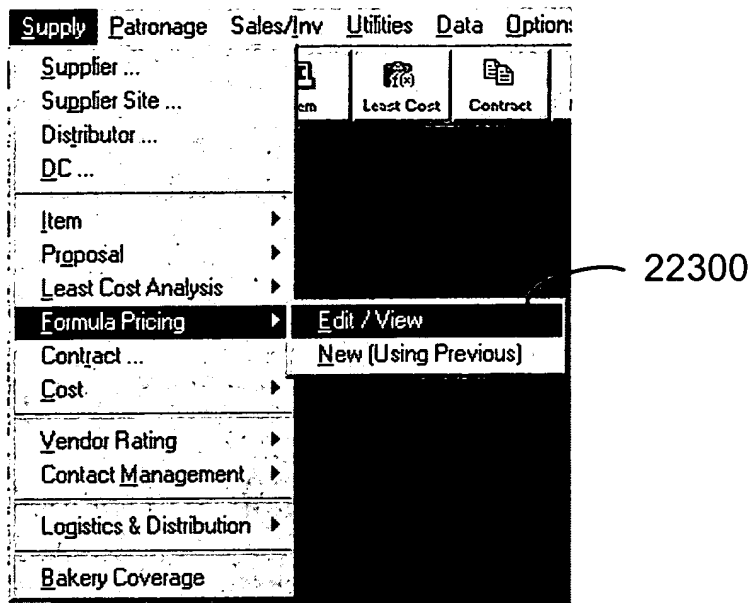 Supply Patronage Sales/Inv Utilities Data Option
Supplier ...
Supplier Site ...
Least Cost Contract
Distributor ...
DC ...
Item
Proposal
Least Cost Analysis
22300
Formula Pricing Edit / View
Contract ... New (Using Previous)
Cost
Vendor Rating
Contact Management
Logistics & Distribution
Bakery Coverage